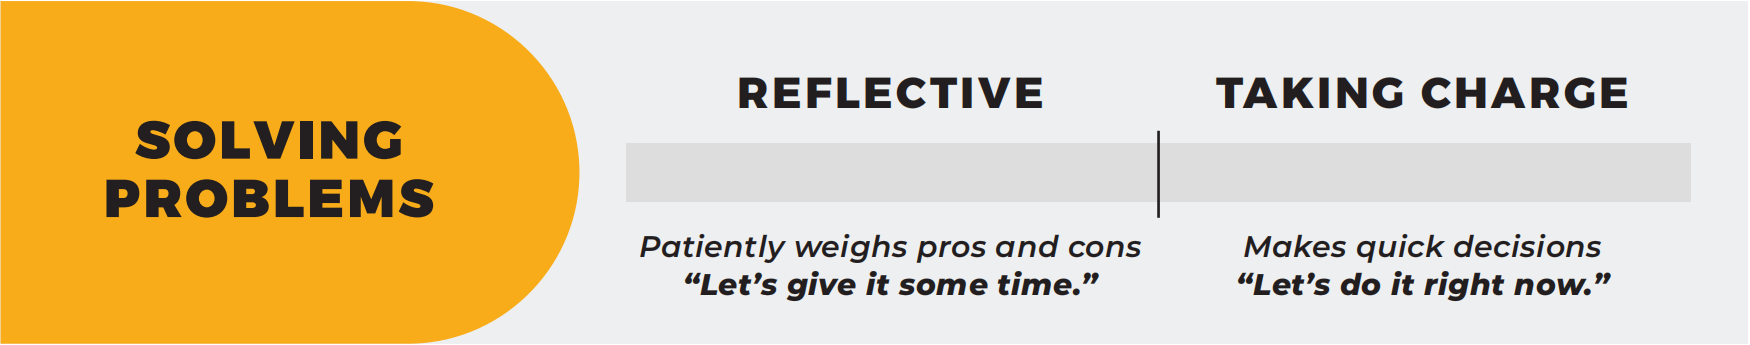 SOLVING
PROBLEMS
REFLECTIVE
Patiently weighs pros and cons
“Let’s give it some time.”
TAKING CHARGE
Makes quick decisions
“Let’s do it right now.”